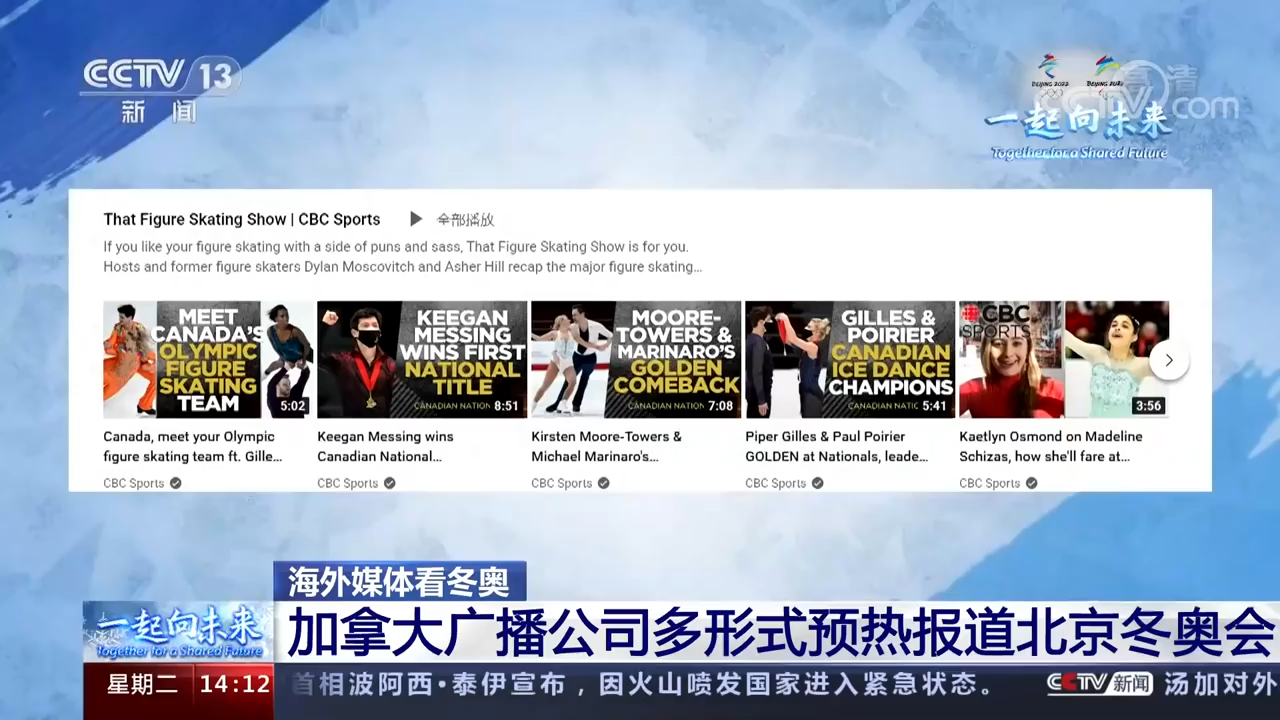 CCTV 13
新闻
BEIJING 2022
BEIJING 2022
高清
CCTV.com
一起向未来
Together for a Shared Future
That Figure Skating Show | CBC Sports
全部播放
If you like your figure skating with a side of puns and sass, That Figure Skating Show is for you.
Hosts and former figure skaters Dylan Moscovitch and Asher Hill recap the major figure skating...
MEET
CANADA'S
OLYMPIC
FIGURE
SKATING
TEAM
5:02
KEEGAN
MESSING
WINS FIRST
NATIONAL
TITLE
CANADIAN NATION
8:51
MOORE-
TOWERS &
MARINARO'S
GOLDEN
COMEBACK
CANADIAN NATION
7:08
GILLES &
POIRIER
CANADIAN
ICE DANCE
CHAMPIONS
CANADIAN NATIC
5:41
CBC
SPORTS
3:56
Canada, meet your Olympic
figure skating team ft. Gille...
CBC Sports
Keegan Messing wins
Canadian National...
CBC Sports
Kirsten Moore-Towers &
Michael Marinaro's...
CBC Sports
Piper Gilles & Paul Poirier
GOLDEN at Nationals, leade...
CBC Sports
Kaetlyn Osmond on Madeline
Schizas, how she'll fare at...
CBC Sports
海外媒体看冬奥
一起向未来
Together for a Shared Future
加拿大广播公司多形式预热报道北京冬奥会
星期二 14:12
首相波阿西·泰伊宣布，因火山喷发国家进入紧急状态。 CCTV新闻 汤加对外